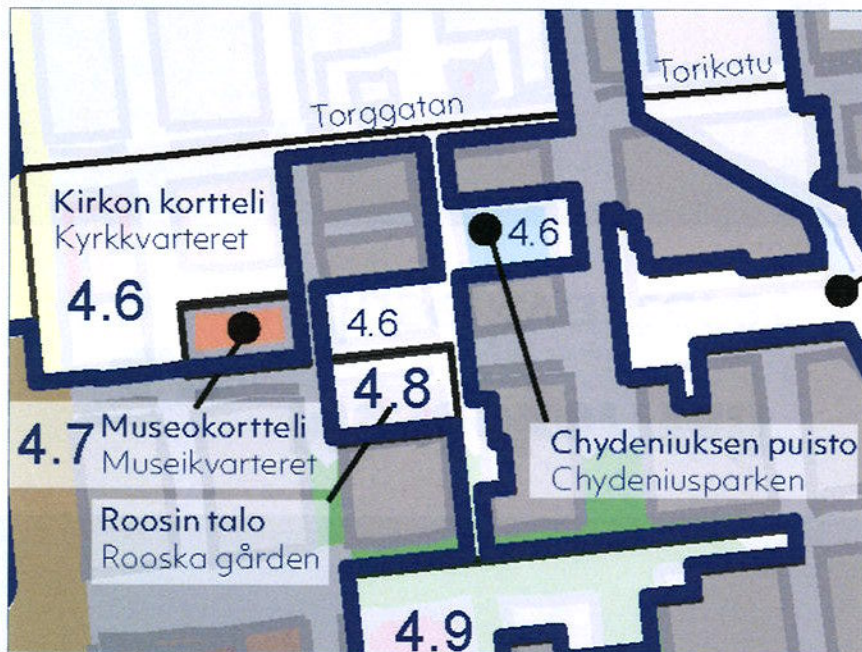 Torikatu
Torggatan
Kirkon kortteli
Kyrkkvarteret
4.6
4.6
4.6
4.8
4.7 Museokortteli
Museikvarteret
Chydeniuksen puisto
Chydeniusparken
Roosin talo
Rooska gården
4.9